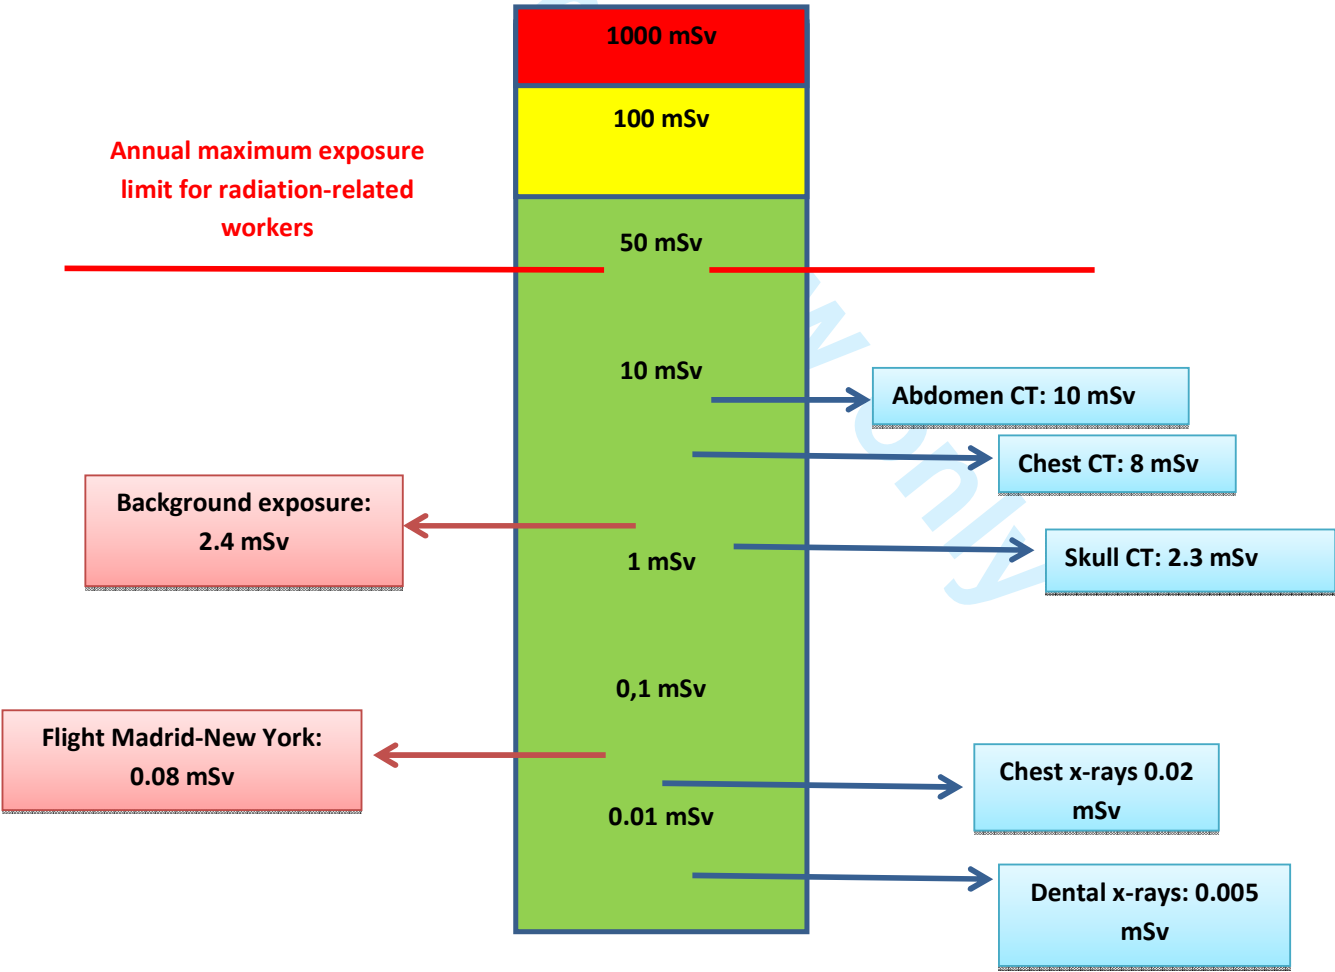 1000 mSv
100 mSv
Annual maximum exposure
limit for radiation-related
workers
50 mSv
10 mSv
Abdomen CT: 10 mSv
Chest CT: 8 mSv
Background exposure:
2.4 mSv
1 mSv
Skull CT: 2.3 mSv
0,1 mSv
Flight Madrid-New York:
0.08 mSv
Chest x-rays 0.02
mSv
0.01 mSv
Dental x-rays: 0.005
mSv
w only